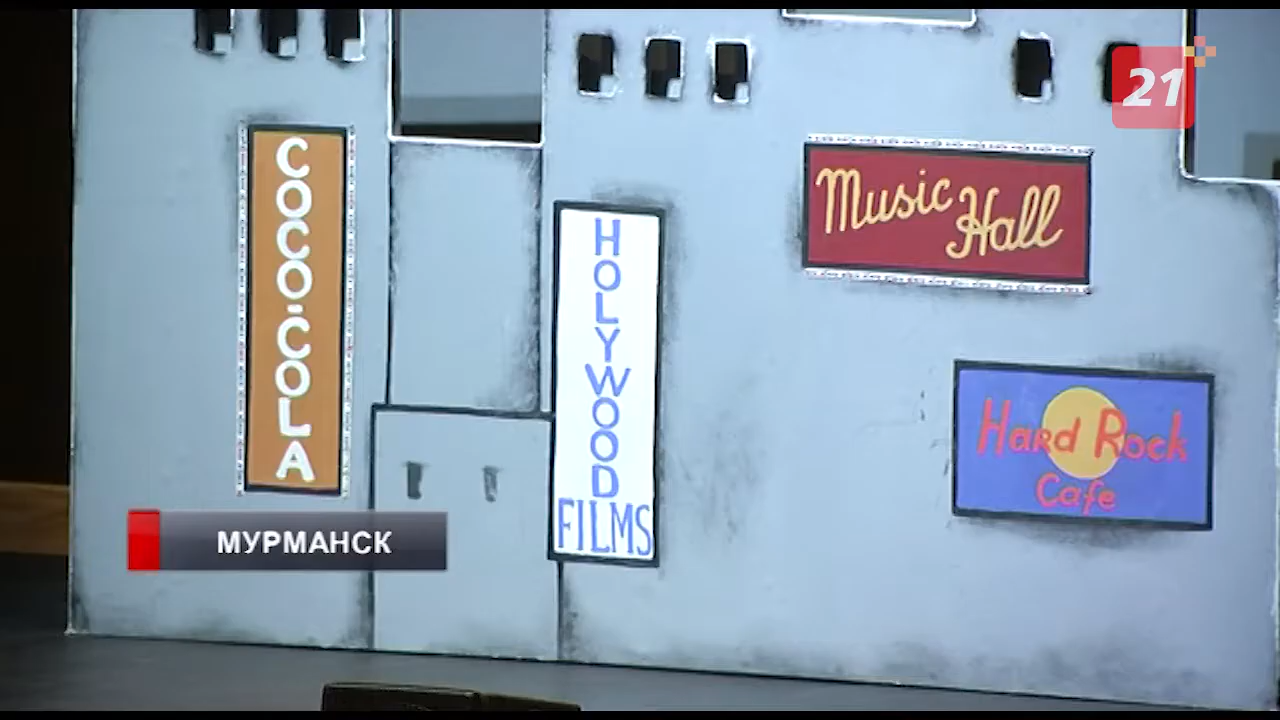 21
COCO-COLA
HOLYWOOD
FILMS
Music Hall
Hard Rock
Cafe
МУРМАНСК